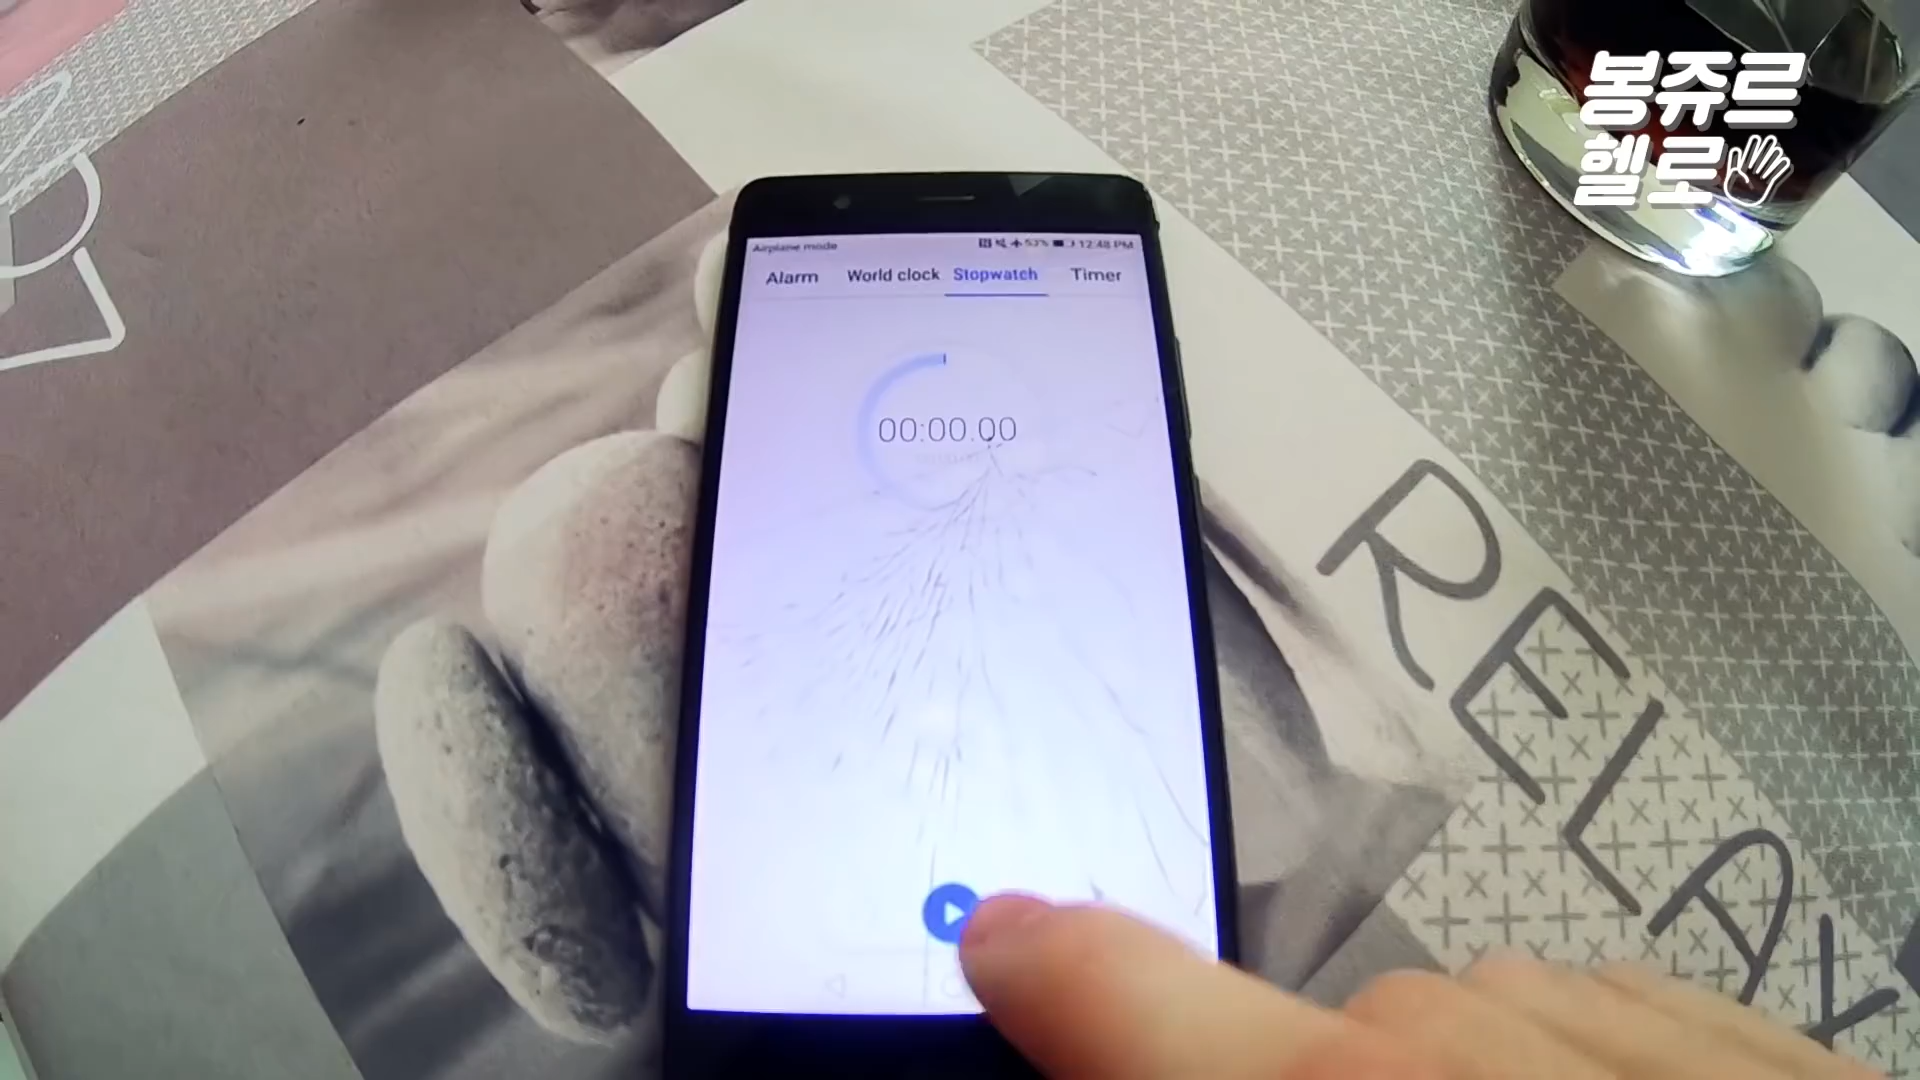 봉쥬르
헬로
Airplane mode
53% 12:48 PM
Alarm World clock Stopwatch Timer
00:00.00
RELAX